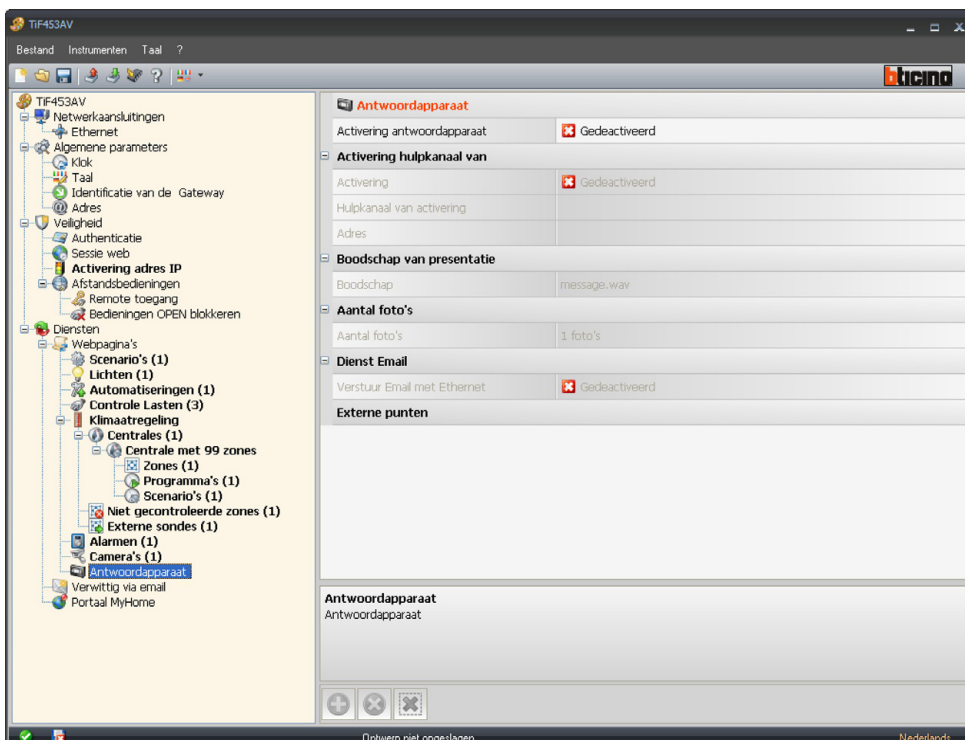 TiF453AV
Bestand Instrumenten Taal ?
bticino
TiF453AV
Netwerkaansluitingen
Ethernet
Algemene parameters
Klok
Taal
Identificatie van de Gateway
Adres
Veiligheid
Authenticatie
Sessie web
Activering adres IP
Afstandsbedieningen
Remote toegang
Bedieningen OPEN blokkeren
Diensten
Webpagina's
Scenario's (1)
Lichten (1)
Automatiseringen (1)
Controle Lasten (3)
Klimaatregeling
Centrales (1)
Centrale met 99 zones
Zones (1)
Programma's (1)
Scenario's (1)
Niet gecontroleerde zones (1)
Externe sondes (1)
Alarmen (1)
Camera's (1)
Antwoordapparaat
Verwittig via email
Portaal MyHome
Antwoordapparaat
Activering antwoordapparaat Gedeactiveerd
Activering hulpkanaal van
Activering Gedeactiveerd
Hulpkanaal van activering
Adres
Boodschap van presentatie
Boodschap message.wav
Aantal foto's
Aantal foto's 1 foto's
Dienst Email
Verstuur Email met Ethernet Gedeactiveerd
Externe punten
Antwoordapparaat
Antwoordapparaat
Ontwerp niet opgeslagen Nederlands